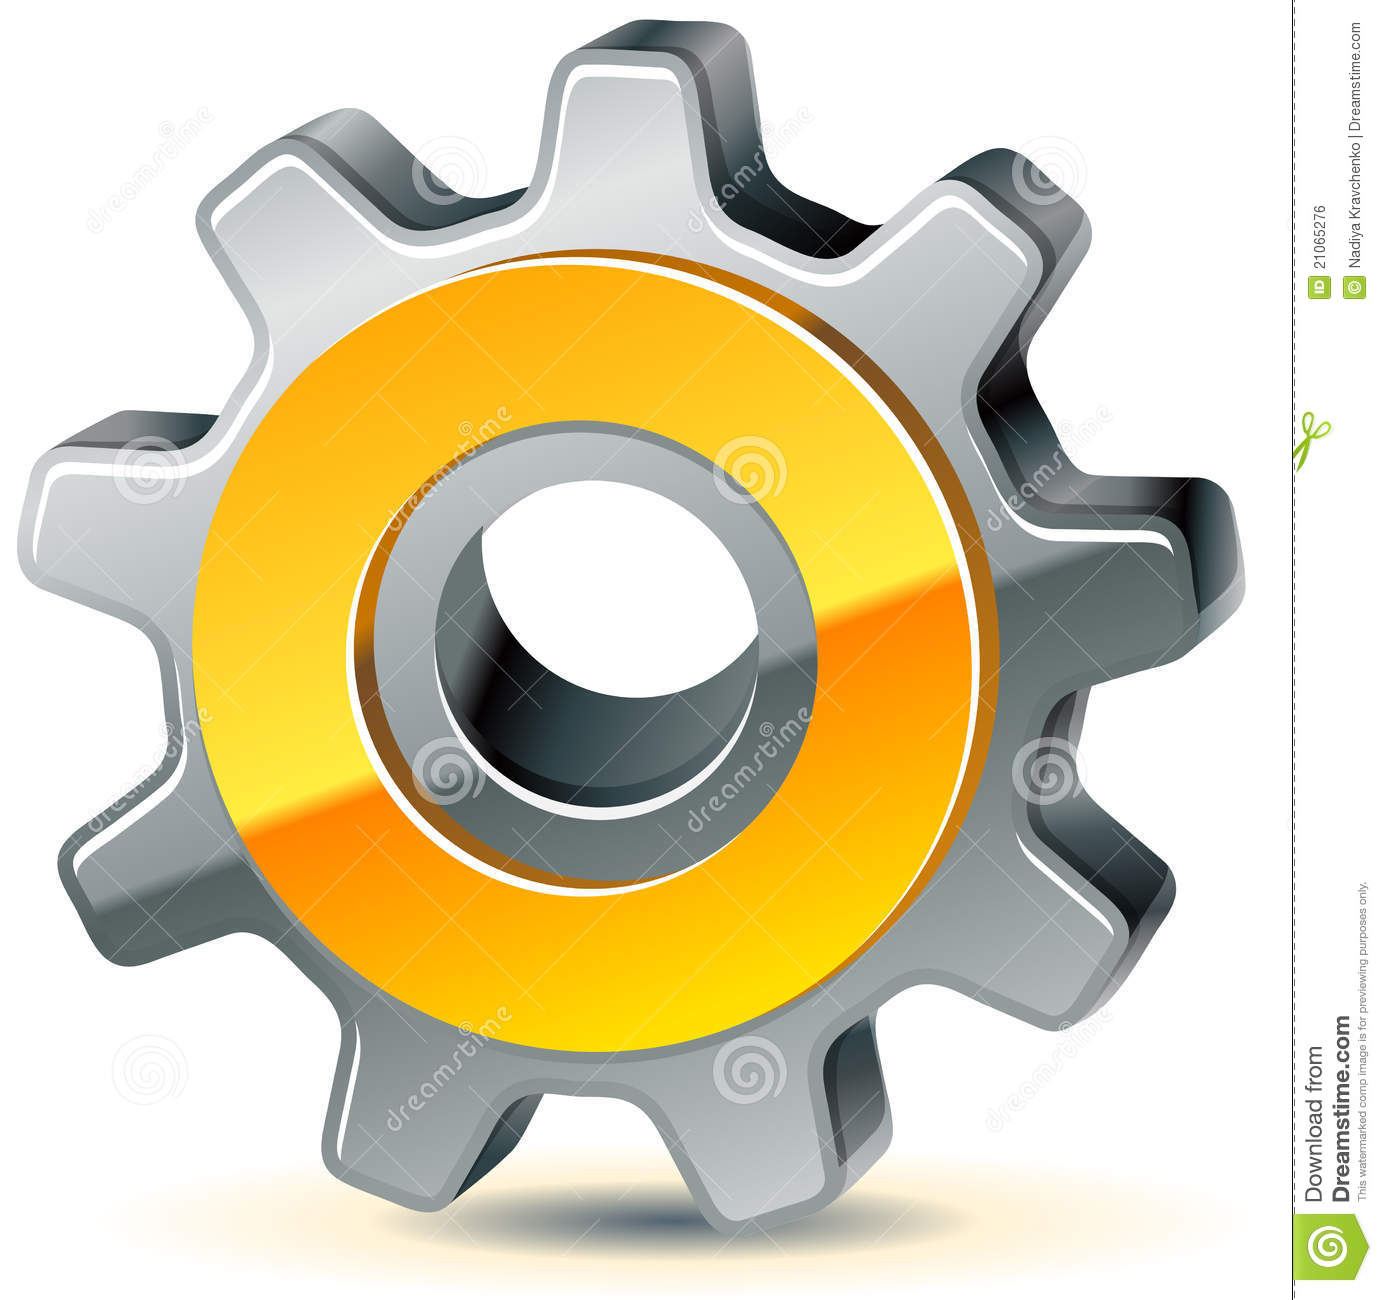 dreamstime
dreamstime
dreamstime
dreamstime
dreamstime
dreamstime
dreamstime
dreamstime
ID 21065276
© Nadiya Kravchenko | Dreamstime.com
Download from
Dreamstime.com
This watermarked comp image is for previewing purposes only.